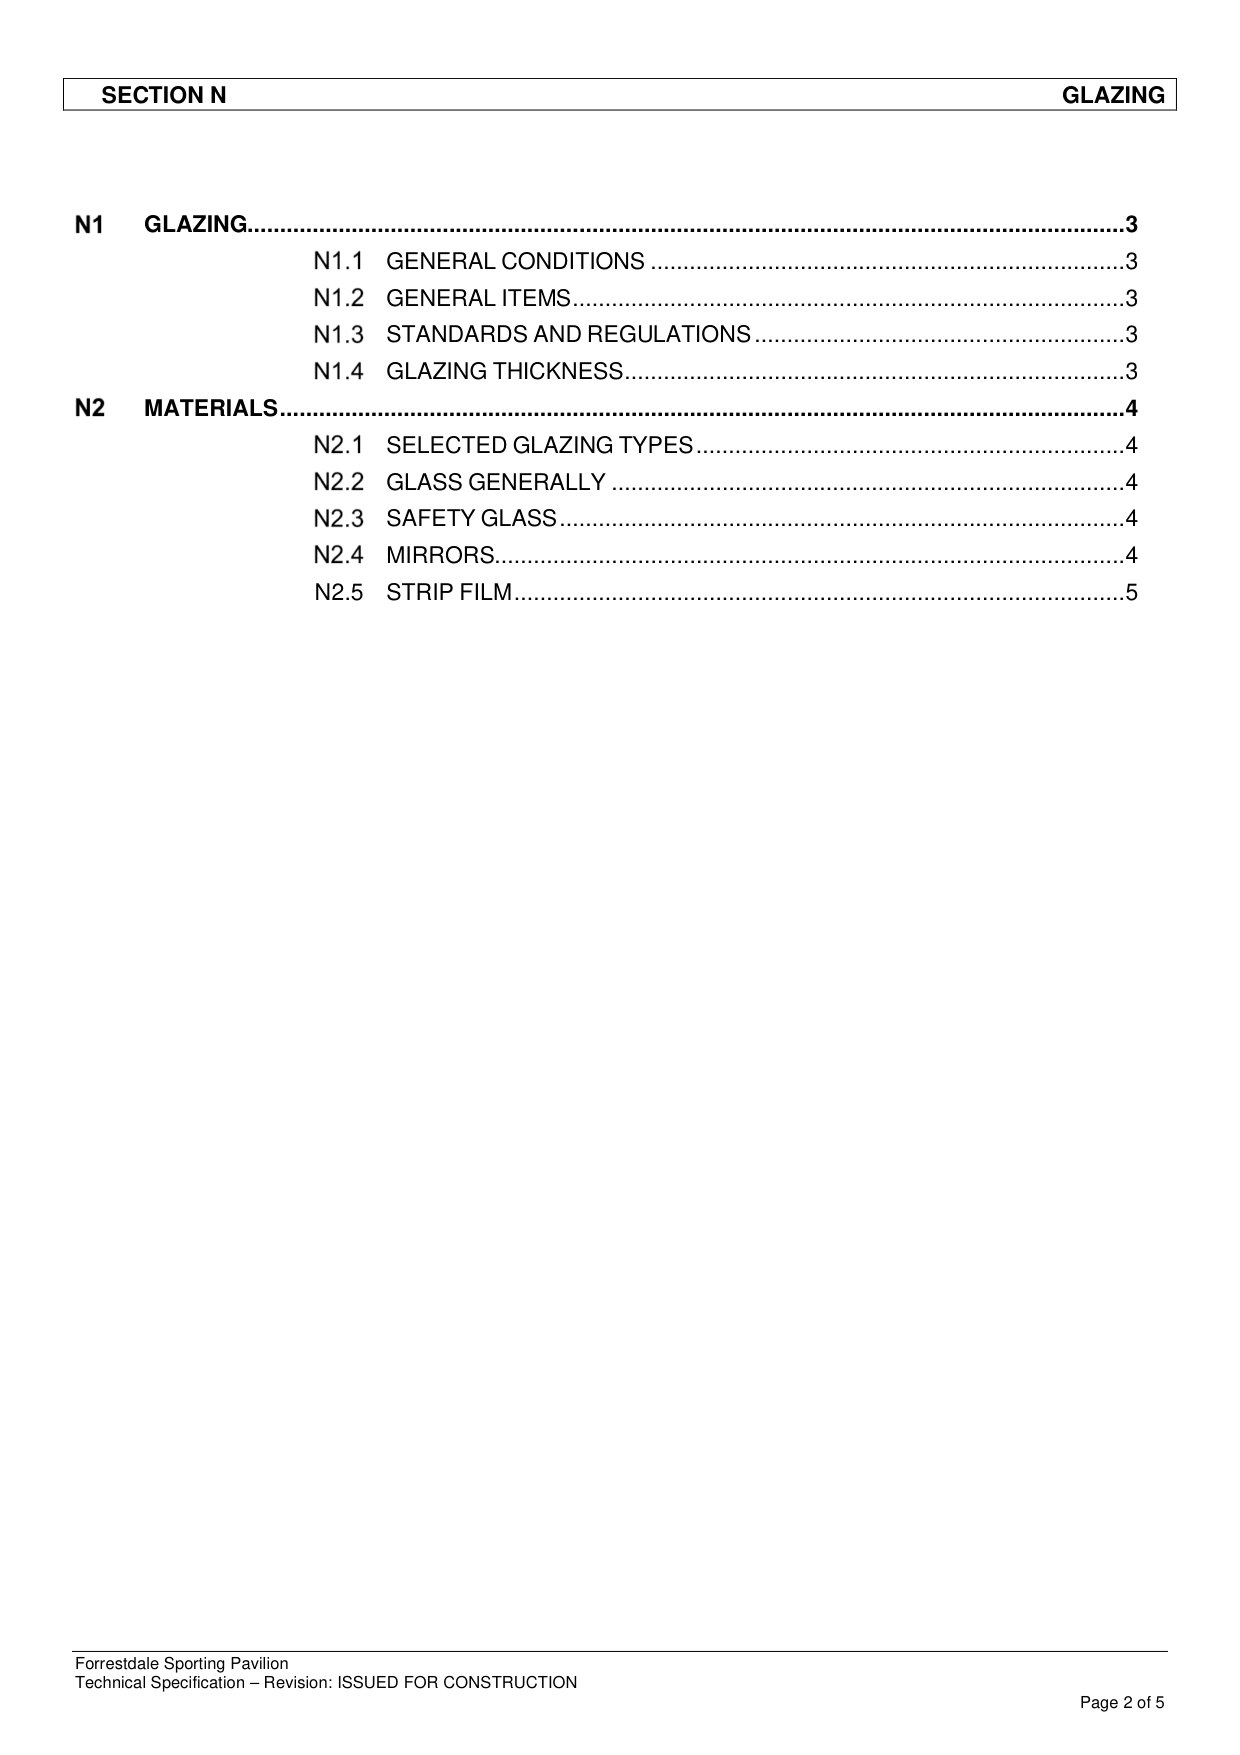 SECTION N GLAZING
N1 GLAZING........................................................................................................................................3
N1.1 GENERAL CONDITIONS .........................................................................3
N1.2 GENERAL ITEMS.....................................................................................3
N1.3 STANDARDS AND REGULATIONS.........................................................3
N1.4 GLAZING THICKNESS.............................................................................3
N2 MATERIALS...................................................................................................................................4
N2.1 SELECTED GLAZING TYPES..................................................................4
N2.2 GLASS GENERALLY ...............................................................................4
N2.3 SAFETY GLASS.......................................................................................4
N2.4 MIRRORS.................................................................................................4
N2.5 STRIP FILM..............................................................................................5
Forrestdale Sporting Pavilion
Technical Specification – Revision: ISSUED FOR CONSTRUCTION
Page 2 of 5